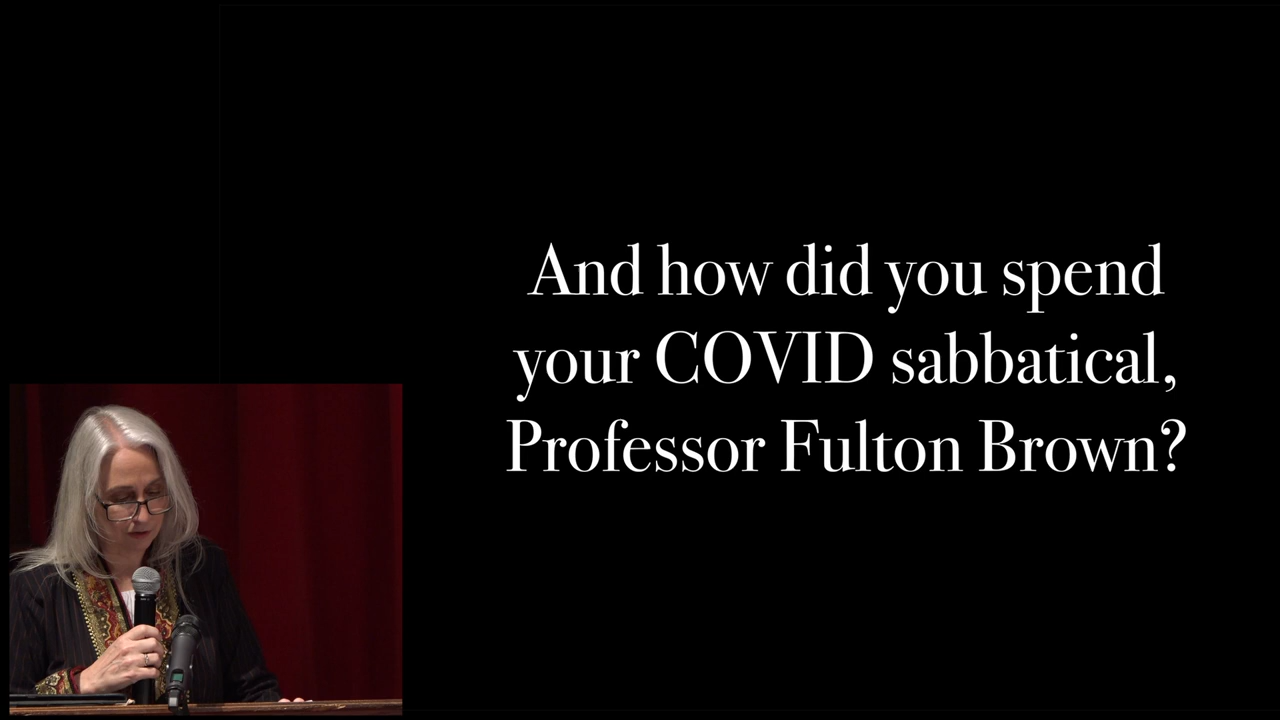 And how did you spend
your COVID sabbatical,
Professor Fulton Brown?